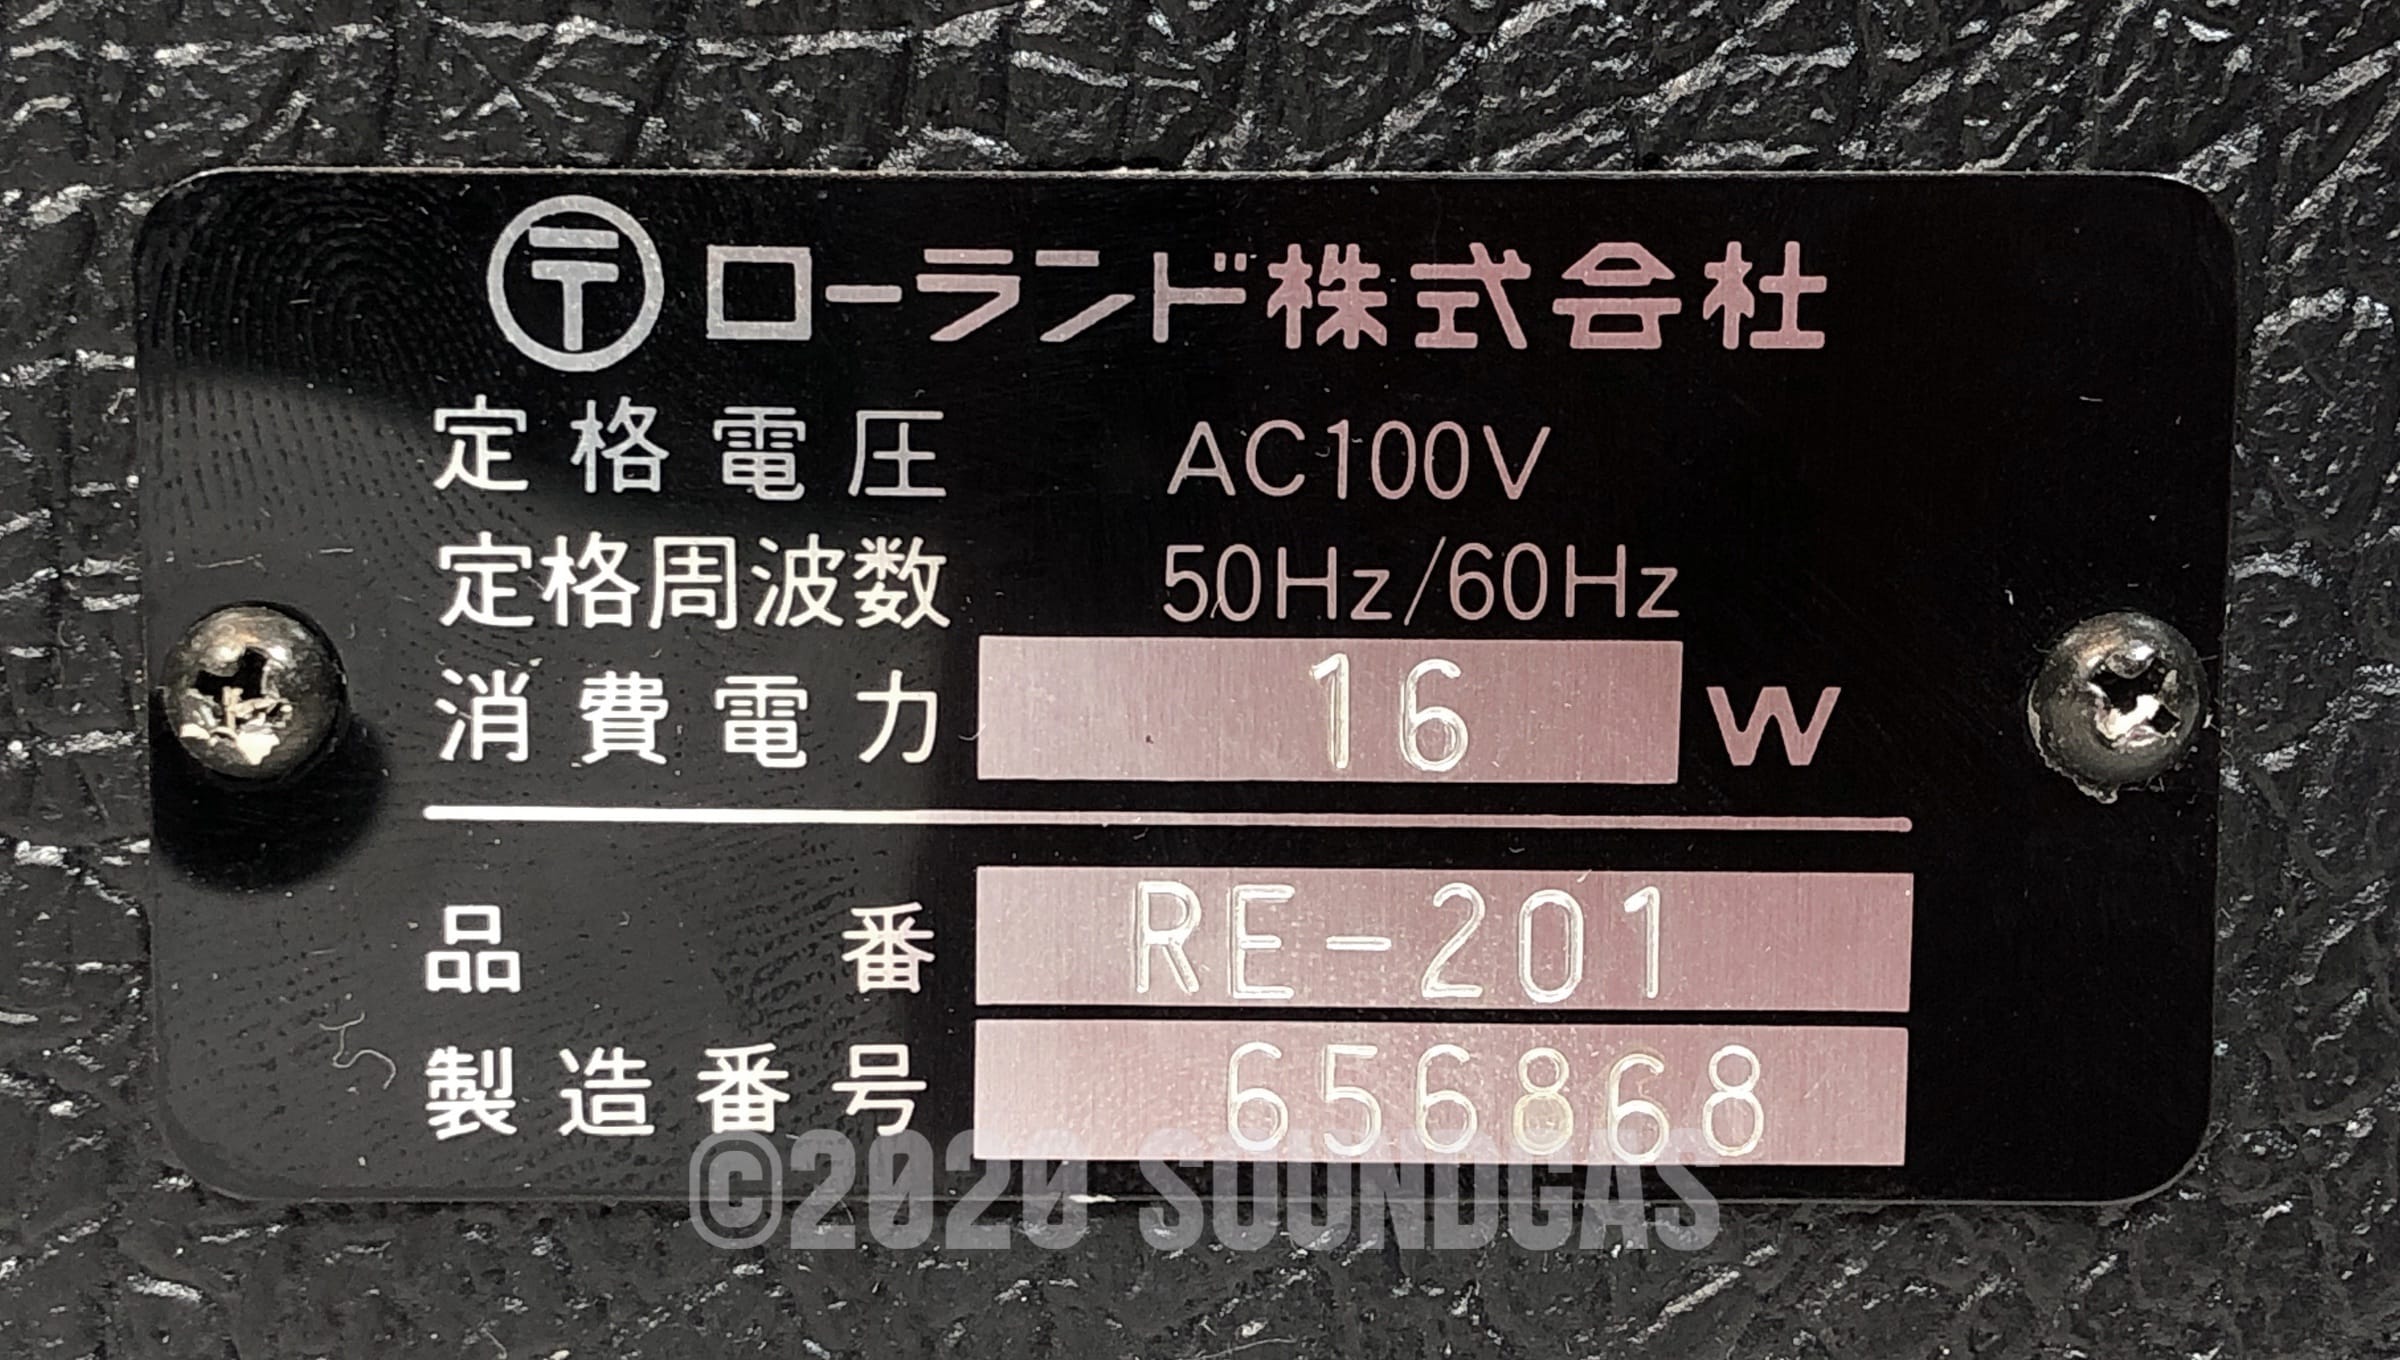 〶 ローランド株式会社
定格電圧 AC100V
定格周波数 50Hz/60Hz
消費電力 16 W
品番 RE-201
製造番号 656868
©2020 SOUNDGAS